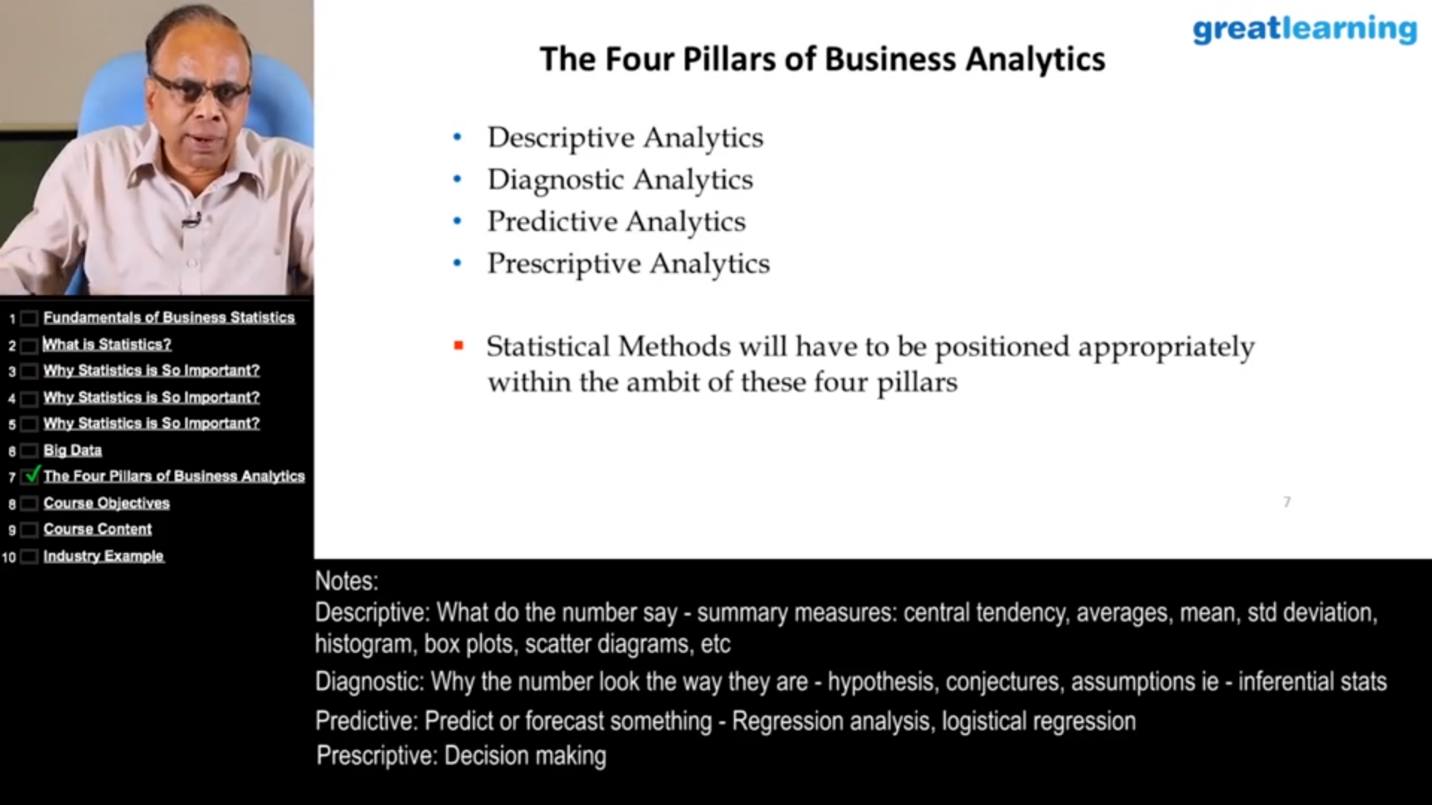 greatlearning
The Four Pillars of Business Analytics
• Descriptive Analytics
• Diagnostic Analytics
• Predictive Analytics
• Prescriptive Analytics
▪ Statistical Methods will have to be positioned appropriately
within the ambit of these four pillars
7
1 Fundamentals of Business Statistics
2 What is Statistics?
3 Why Statistics is So Important?
4 Why Statistics is So Important?
5 Why Statistics is So Important?
6 Big Data
7 The Four Pillars of Business Analytics
8 Course Objectives
9 Course Content
10 Industry Example
Notes:
Descriptive: What do the number say - summary measures: central tendency, averages, mean, std deviation,
histogram, box plots, scatter diagrams, etc
Diagnostic: Why the number look the way they are - hypothesis, conjectures, assumptions ie - inferential stats
Predictive: Predict or forecast something - Regression analysis, logistical regression
Prescriptive: Decision making